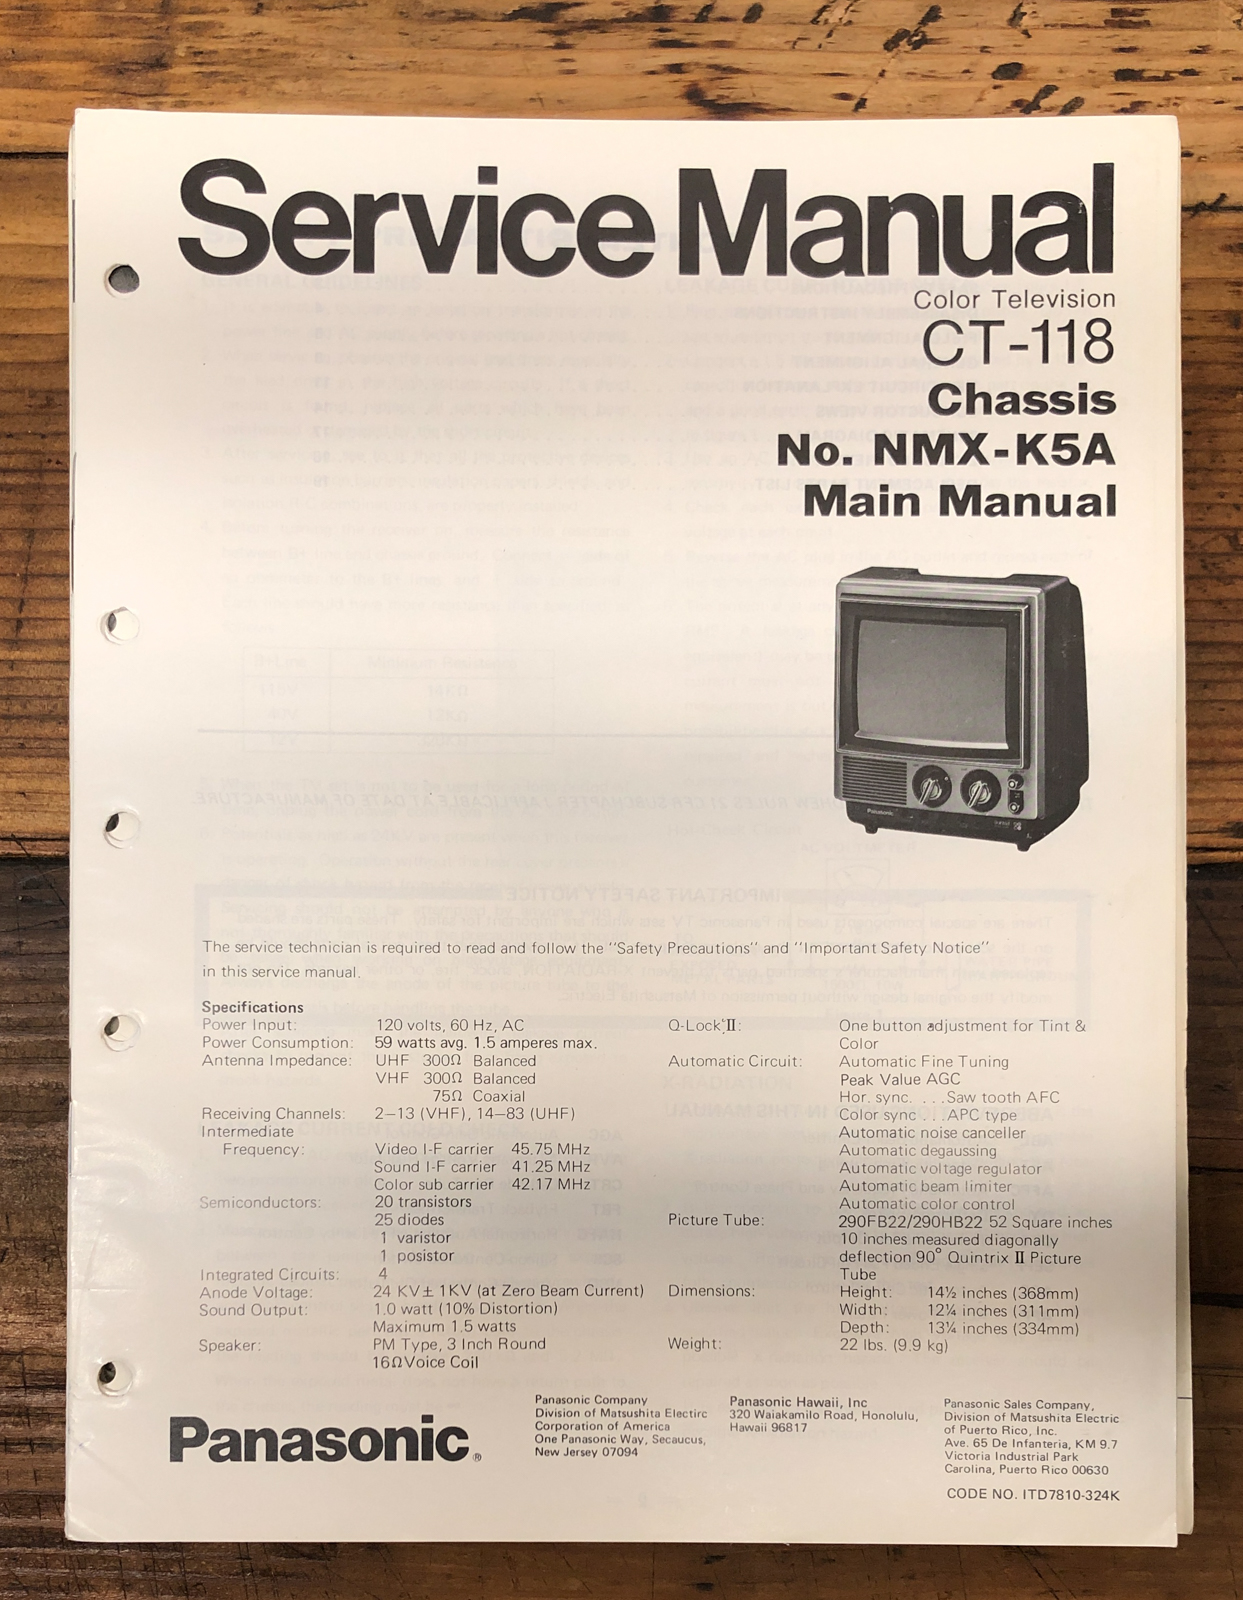 Service Manual
Color Television
CT-118
Chassis
No. NMX-K5A
Main Manual
Panasonic
The service technician is required to read and follow the "Safety Precautions" and "Important Safety Notice"
in this service manual.
Specifications
Power Input: 120 volts, 60 Hz, AC
Power Consumption: 59 watts avg. 1.5 amperes max.
Antenna Impedance: UHF 300Ω Balanced
VHF 300Ω Balanced
75Ω Coaxial
Receiving Channels: 2–13 (VHF), 14–83 (UHF)
Intermediate
Frequency: Video I-F carrier 45.75 MHz
Sound I-F carrier 41.25 MHz
Color sub carrier 42.17 MHz
Semiconductors: 20 transistors
25 diodes
1 varistor
1 posistor
Integrated Circuits: 4
Anode Voltage: 24 KV± 1KV (at Zero Beam Current)
Sound Output: 1.0 watt (10% Distortion)
Maximum 1.5 watts
Speaker: PM Type, 3 Inch Round
16Ω Voice Coil
Q-Lock II: One button adjustment for Tint &
Color
Automatic Circuit: Automatic Fine Tuning
Peak Value AGC
Hor. sync. ...Saw tooth AFC
Color sync...APC type
Automatic noise canceller
Automatic degaussing
Automatic voltage regulator
Automatic beam limiter
Automatic color control
Picture Tube: 290FB22/290HB22 52 Square inches
10 inches measured diagonally
deflection 90° Quintrix II Picture
Tube
Dimensions: Height: 14½ inches (368mm)
Width: 12¼ inches (311mm)
Depth: 13¼ inches (334mm)
Weight: 22 lbs. (9.9 kg)
Panasonic®
Panasonic Company
Division of Matsushita Electirc
Corporation of America
One Panasonic Way, Secaucus,
New Jersey 07094
Panasonic Hawaii, Inc
320 Waiakamilo Road, Honolulu,
Hawaii 96817
Panasonic Sales Company,
Division of Matsushita Electric
of Puerto Rico, Inc.
Ave. 65 De Infanteria, KM 9.7
Victoria Industrial Park
Carolina, Puerto Rico 00630
CODE NO. ITD7810-324K